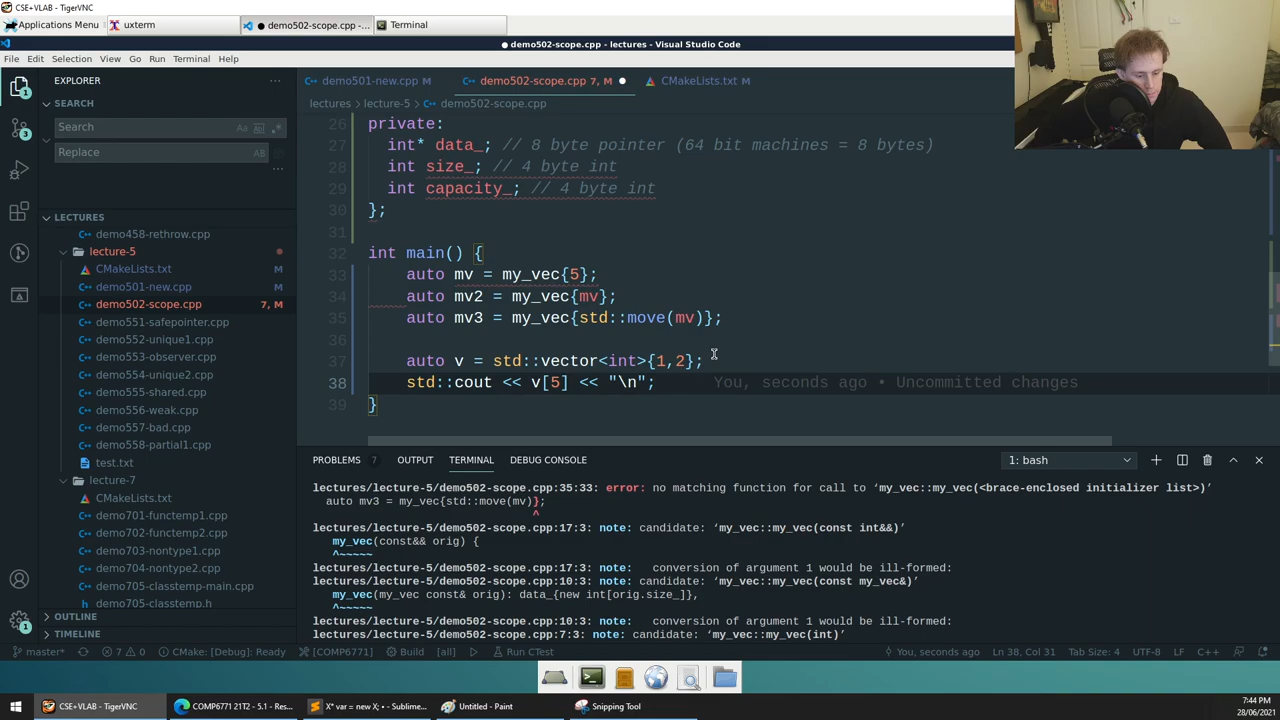 CSE+VLAB - TigerVNC
Applications Menu
uxterm
demo502-scope.cpp -...
Terminal
demo502-scope.cpp - lectures - Visual Studio Code
File Edit Selection View Go Run Terminal Help
EXPLORER ...
demo501-new.cpp M
demo502-scope.cpp 7, M
CMakeLists.txt M
lectures > lecture-5 > demo502-scope.cpp
SEARCH
Search
Replace
LECTURES
demo458-rethrow.cpp
lecture-5
CMakeLists.txt M
demo501-new.cpp M
demo502-scope.cpp 7, M
demo551-safepointer.cpp
demo552-unique1.cpp
demo553-observer.cpp
demo555-shared.cpp
demo556-weak.cpp
demo557-bad.cpp
demo558-partial1.cpp
test.txt
lecture-7
CMakeLists.txt
demo701-functemp1.cpp
demo702-functemp2.cpp
demo703-nontype1.cpp
demo704-nontype2.cpp
demo705-classtemp-main.cpp
demo705-classtemp.h
OUTLINE
TIMELINE
26 private:
27 int* data_; // 8 byte pointer (64 bit machines = 8 bytes)
28 int size_; // 4 byte int
29 int capacity_; // 4 byte int
30 };
31
32 int main() {
33 auto mv = my_vec{5};
34 auto mv2 = my_vec{mv};
35 auto mv3 = my_vec{std::move(mv)};
36
37 auto v = std::vector<int>{1,2};
38 std::cout << v[5] << "\n"; You, seconds ago • Uncommitted changes
39 }
PROBLEMS 7 OUTPUT TERMINAL DEBUG CONSOLE
1: bash
lectures/lecture-5/demo502-scope.cpp:35:33: error: no matching function for call to ‘my_vec::my_vec(<brace-enclosed initializer list>)’
auto mv3 = my_vec{std::move(mv)};
^
lectures/lecture-5/demo502-scope.cpp:17:3: note: candidate: ‘my_vec::my_vec(const int&&)’
my_vec(const&& orig) {
^~~~~~
lectures/lecture-5/demo502-scope.cpp:17:3: note: conversion of argument 1 would be ill-formed:
lectures/lecture-5/demo502-scope.cpp:10:3: note: candidate: ‘my_vec::my_vec(const my_vec&)’
my_vec(my_vec const& orig): data_{new int[orig.size_]},
^~~~~~
lectures/lecture-5/demo502-scope.cpp:10:3: note: conversion of argument 1 would be ill-formed:
lectures/lecture-5/demo502-scope.cpp:7:3: note: candidate: ‘my_vec::my_vec(int)’
master* 7 0 CMake: [Debug]: Ready [COMP6771] Build [all] Run CTest You, seconds ago Ln 38, Col 31 Tab Size: 4 UTF-8 LF C++
CSE+VLAB - TigerVNC
COMP6771 21T2 - 5.1 - Res...
X* var = new X; • - Sublime...
Untitled - Paint
Snipping Tool
7:44 PM
28/06/2021